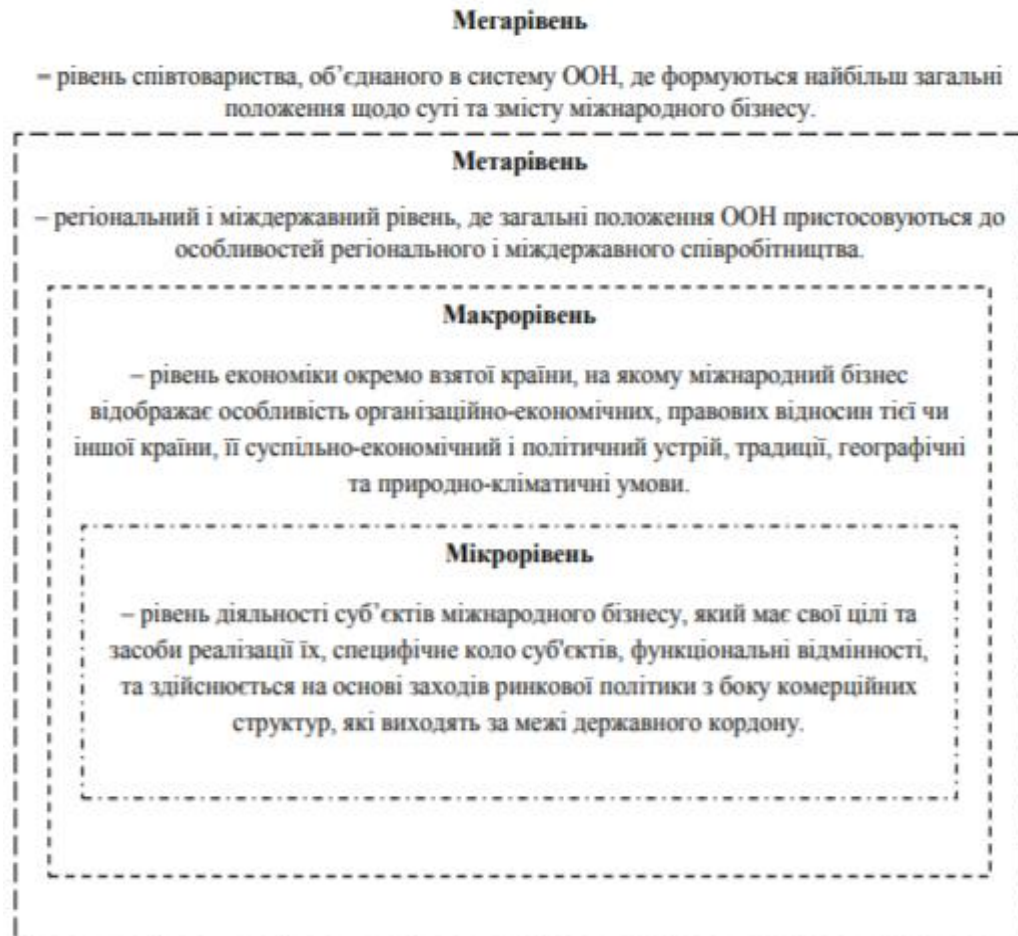 Мегарівень
– рівень співтовариства, об’єднаного в систему ООН, де формуються найбільш загальні
положення щодо суті та змісту міжнародного бізнесу.
Метарівень
– регіональний і міждержавний рівень, де загальні положення ООН пристосовуються до
особливостей регіонального і міждержавного співробітництва.
Макрорівень
– рівень економіки окремо взятої країни, на якому міжнародний бізнес
відображає особливість організаційно-економічних, правових відносин тієї чи
іншої країни, її суспільно-економічний і політичний устрій, традиції, географічні
та природно-кліматичні умови.
Мікрорівень
– рівень діяльності суб’єктів міжнародного бізнесу, який має свої цілі та
засоби реалізації їх, специфічне коло суб'єктів, функціональні відмінності,
та здійснюється на основі заходів ринкової політики з боку комерційних
структур, які виходять за межі державного кордону.